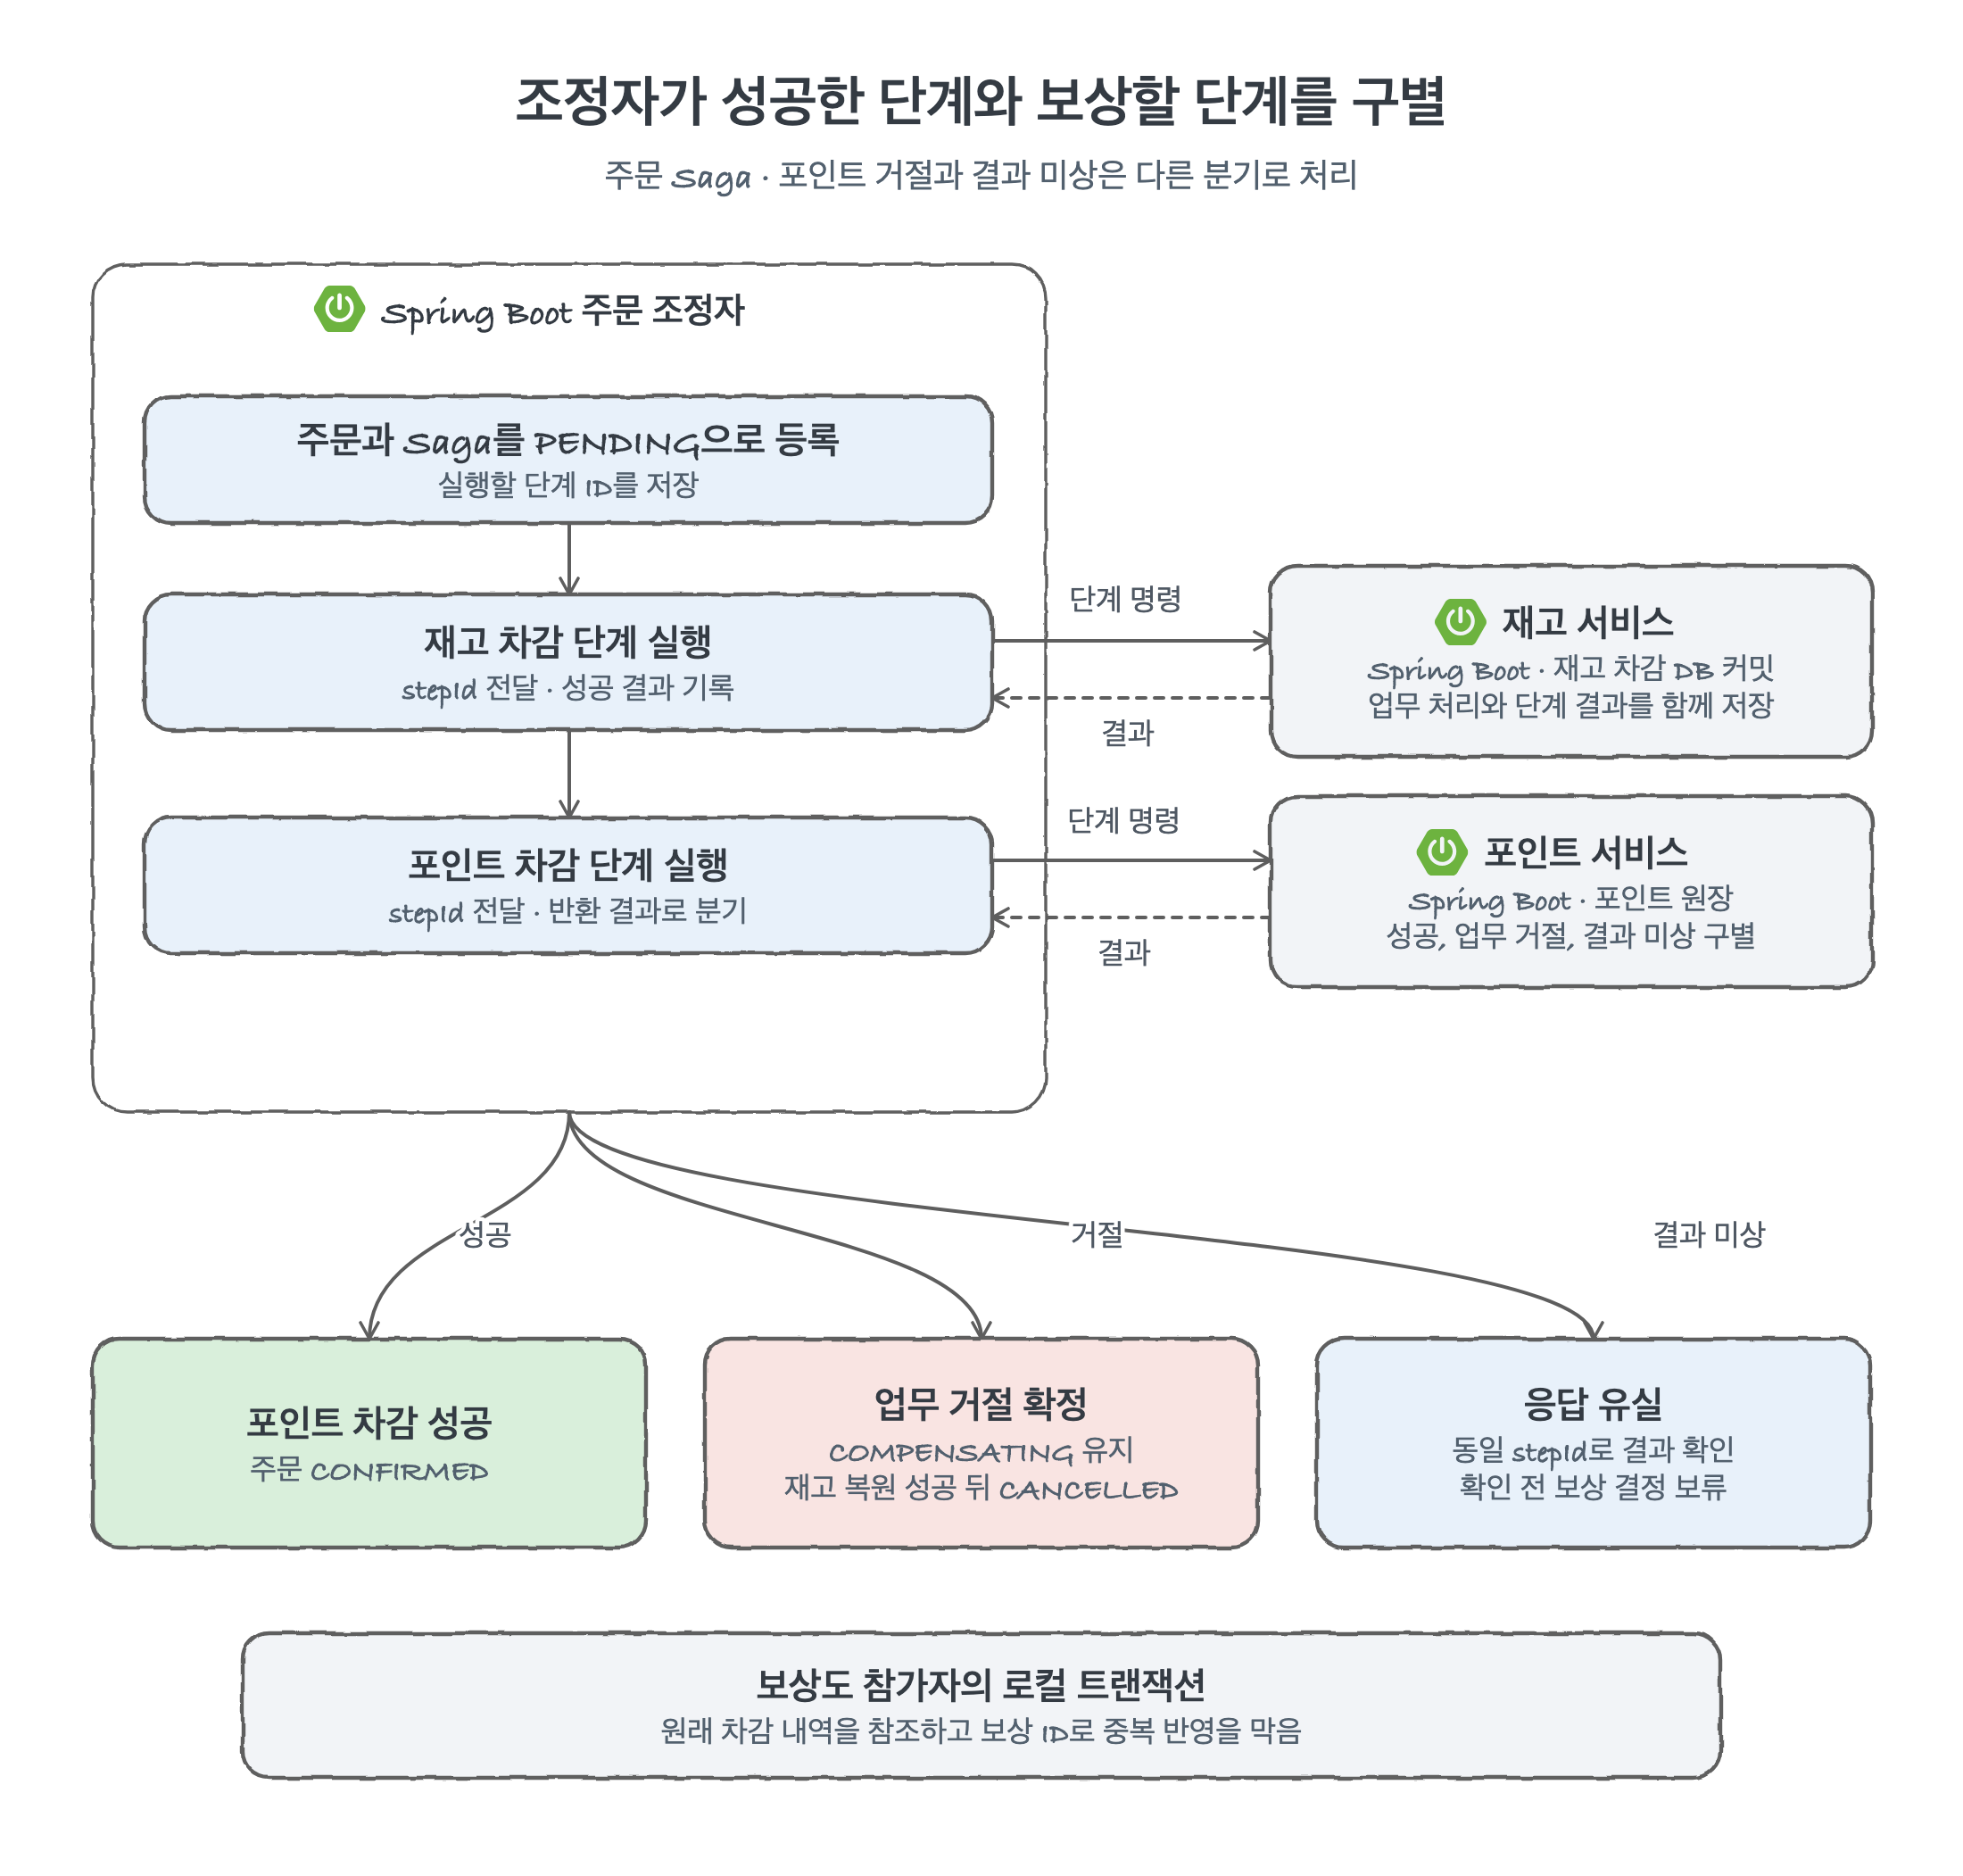 조정자가 성공한 단계와 보상할 단계를 구별
주문 Saga · 포인트 거절과 결과 미상은 다른 분기로 처리
Spring Boot 주문 조정자
주문과 Saga를 PENDING으로 등록
실행할 단계 ID를 저장
재고 차감 단계 실행
stepId 전달 · 성공 결과 기록
포인트 차감 단계 실행
stepId 전달 · 반환 결과로 분기
단계 명령
결과
재고 서비스
Spring Boot · 재고 차감 DB 커밋
업무 처리와 단계 결과를 함께 저장
단계 명령
결과
포인트 서비스
Spring Boot · 포인트 원장
성공, 업무 거절, 결과 미상 구별
성공
거절
결과 미상
포인트 차감 성공
주문 CONFIRMED
업무 거절 확정
COMPENSATING 유지
재고 복원 성공 뒤 CANCELLED
응답 유실
동일 stepId로 결과 확인
확인 전 보상 결정 보류
보상도 참가자의 로컬 트랜잭션
원래 차감 내역을 참조하고 보상 ID로 중복 반영을 막음